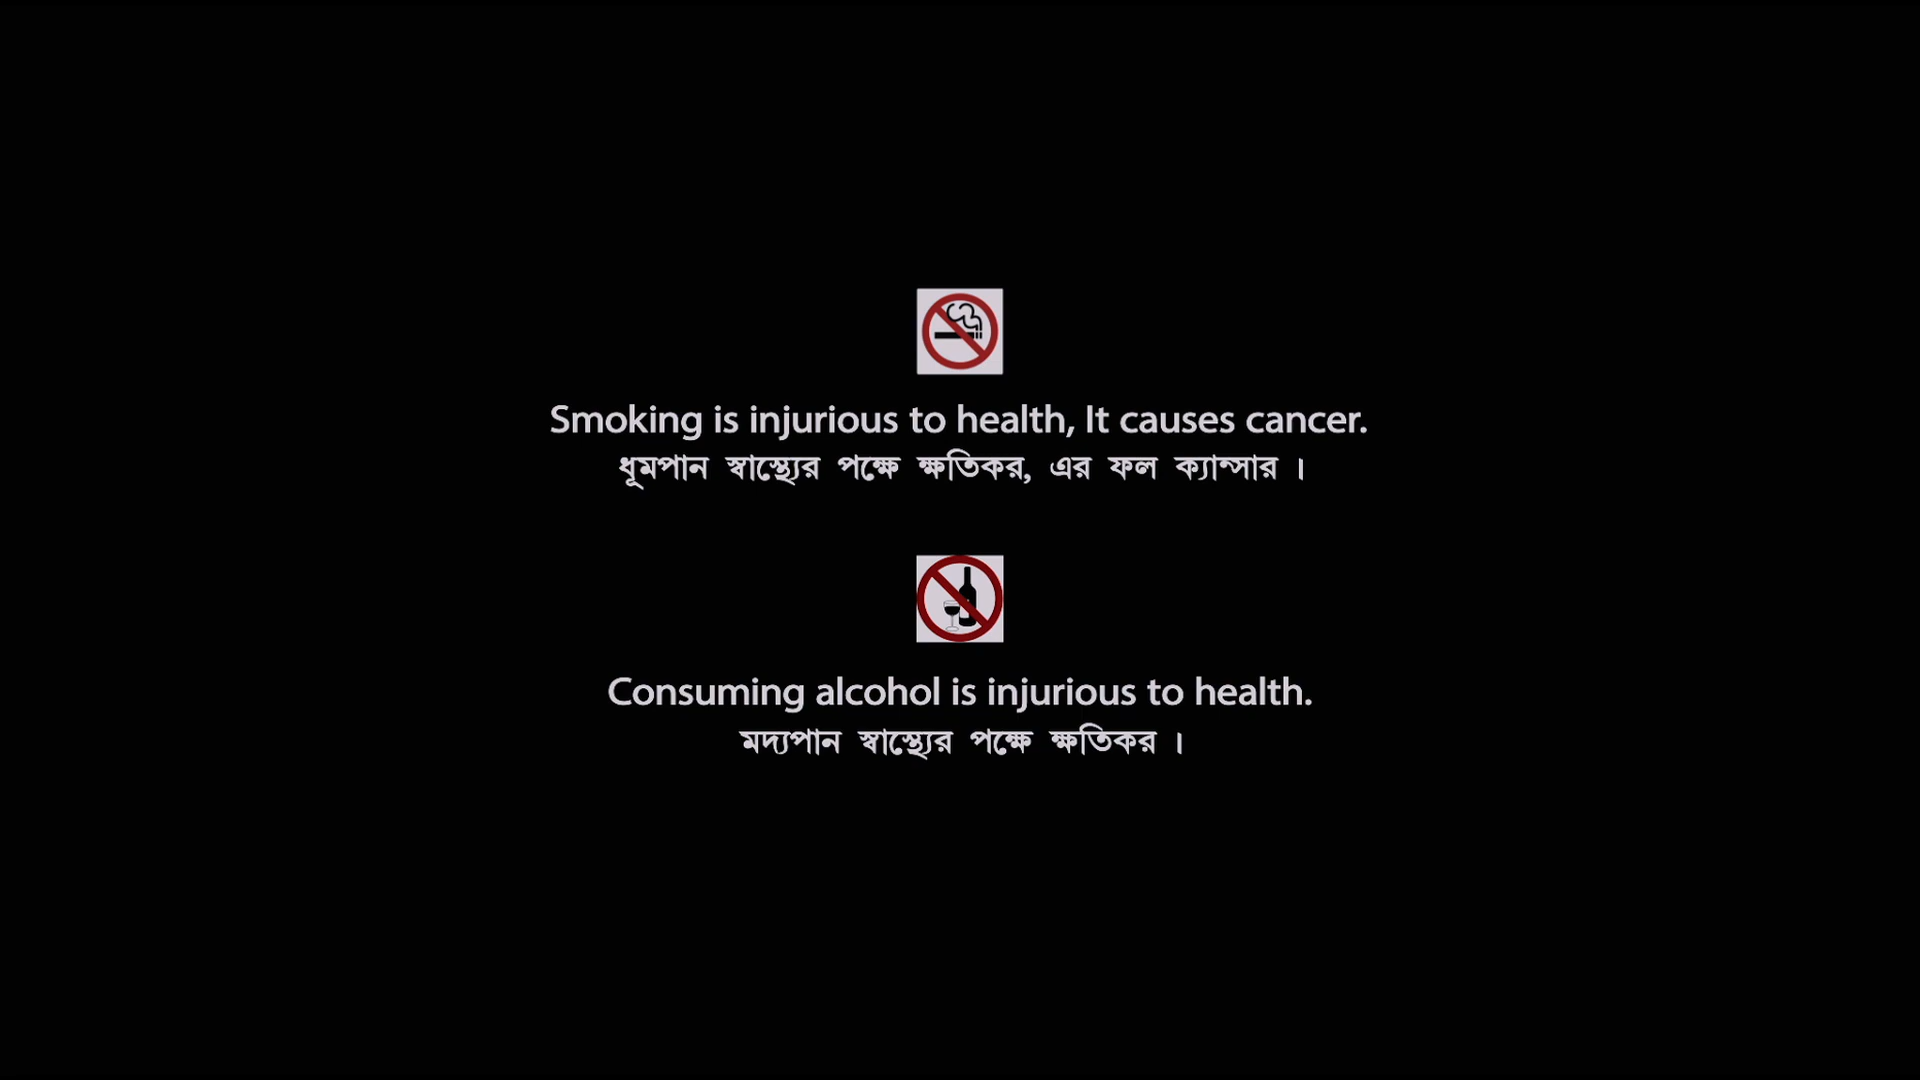 Smoking is injurious to health, It causes cancer.
ধূমপান স্বাস্থ্যের পক্ষে ক্ষতিকর, এর ফল ক্যান্সার ।
Consuming alcohol is injurious to health.
মদ্যপান স্বাস্থ্যের পক্ষে ক্ষতিকর ।